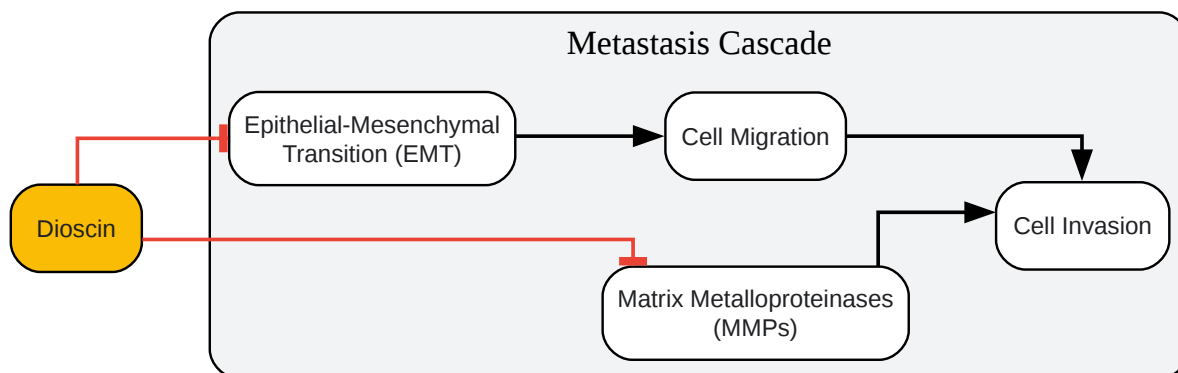 Metastasis Cascade
Epithelial-Mesenchymal
Transition (EMT)
Cell Migration
Dioscin
Cell Invasion
Matrix Metalloproteinases
(MMPs)